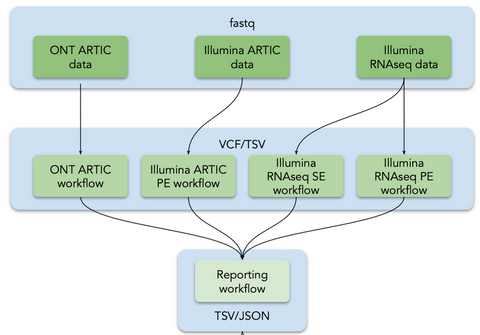 fastq
ONT ARTIC
data
Illumina ARTIC
data
Illumina
RNAseq data
VCF/TSV
ONT ARTIC
workflow
Illumina ARTIC
PE workflow
Illumina
RNAseq SE
workflow
Illumina
RNAseq PE
workflow
Reporting
workflow
TSV/JSON